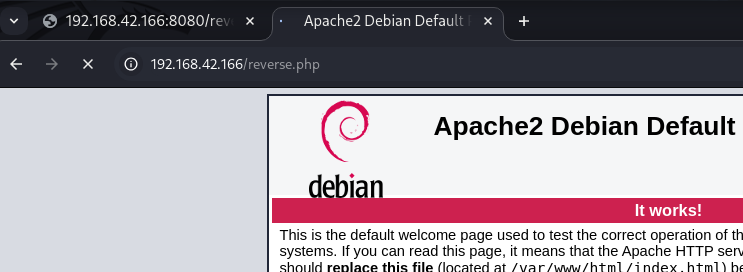 192.168.42.166:8080/rev
Apache2 Debian Default
192.168.42.166/reverse.php
debian
Apache2 Debian Default
It works!
This is the default welcome page used to test the correct operation of th
systems. If you can read this page, it means that the Apache HTTP serv
should replace this file (located at /var/www/html/index.html) be